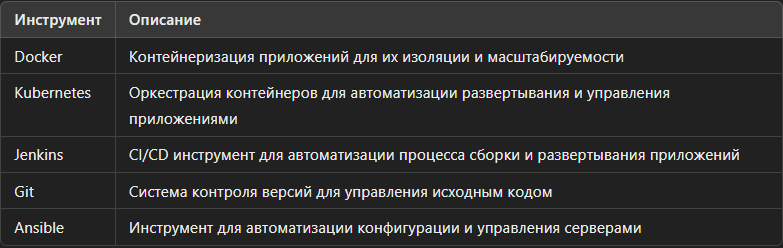 Инструмент Описание
Docker Контейнеризация приложений для их изоляции и масштабируемости
Kubernetes Оркестрация контейнеров для автоматизации развертывания и управления
приложениями
Jenkins CI/CD инструмент для автоматизации процесса сборки и развертывания приложений
Git Система контроля версий для управления исходным кодом
Ansible Инструмент для автоматизации конфигурации и управления серверами